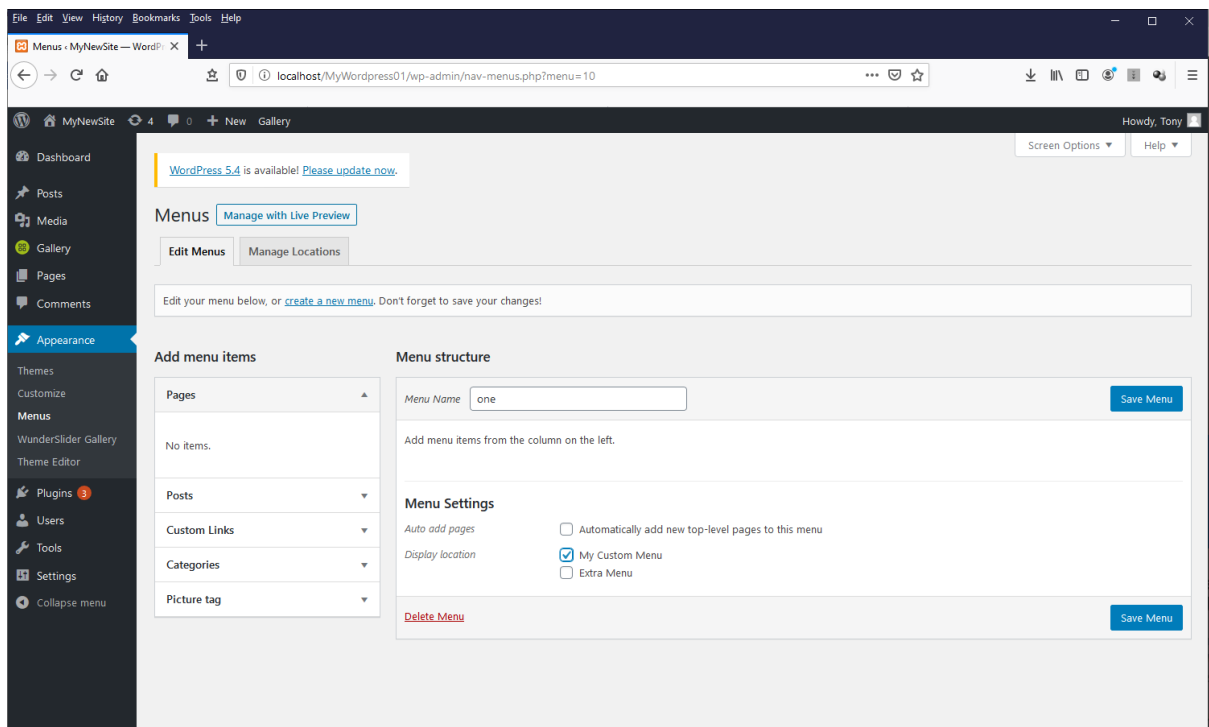 File Edit View History Bookmarks Tools Help
Menus ‹ MyNewSite — WordPr
localhost/MyWordpress01/wp-admin/nav-menus.php?menu=10
MyNewSite 4 0 + New Gallery
Howdy, Tony
Screen Options ▼ Help ▼
Dashboard
Posts
Media
Gallery
Pages
Comments
Appearance
Themes
Customize
Menus
WunderSlider Gallery
Theme Editor
Plugins 3
Users
Tools
Settings
Collapse menu
WordPress 5.4 is available! Please update now.
Menus Manage with Live Preview
Edit Menus Manage Locations
Edit your menu below, or create a new menu. Don't forget to save your changes!
Add menu items
Pages
No items.
Posts
Custom Links
Categories
Picture tag
Menu structure
Menu Name one Save Menu
Add menu items from the column on the left.
Menu Settings
Auto add pages Automatically add new top-level pages to this menu
Display location My Custom Menu
Extra Menu
Delete Menu Save Menu